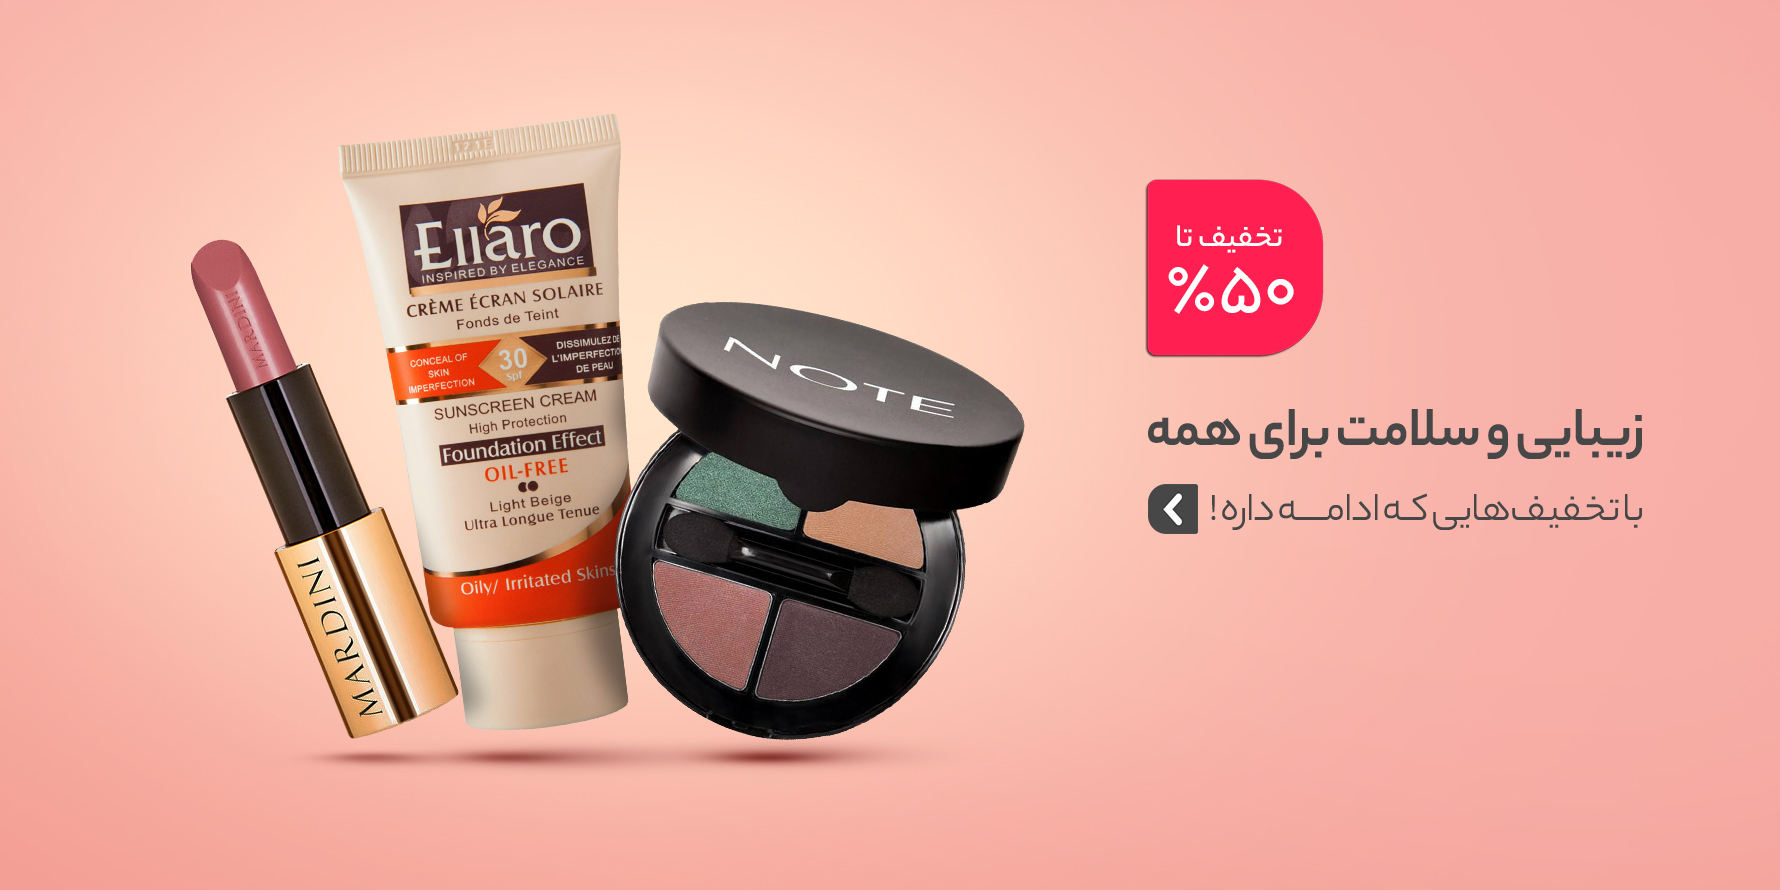 تخفیف تا
%۵۰
زیبایی و سلامت برای همه
با تخفیف‌هایی که ادامـــه داره!
MARDINI
MARDINI
121E
Ellaro
INSPIRED BY ELEGANCE
CRÈME ÉCRAN SOLAIRE
Fonds de Teint
CONCEAL OF
SKIN
IMPERFECTION
30
spf
DISSIMULEZ DE
L'IMPERFECTION
DE PEAU
SUNSCREEN CREAM
High Protection
Foundation Effect
OIL-FREE
Light Beige
Ultra Longue Tenue
Oily/ Irritated Skins
NOTE